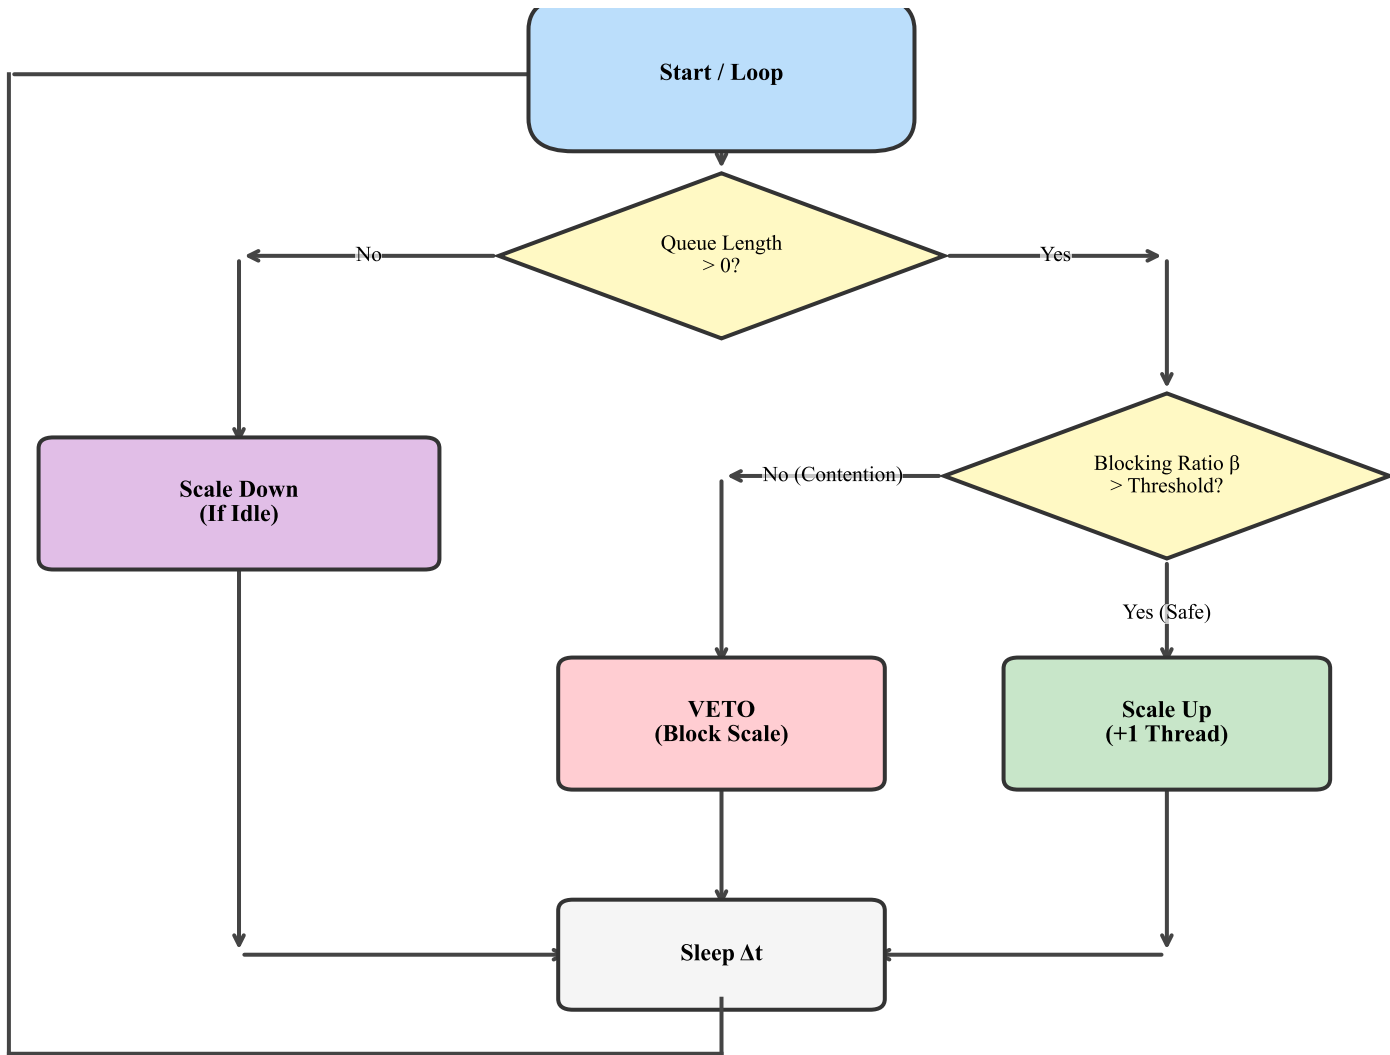 Start / Loop
Queue Length
> 0?
No
Yes
Blocking Ratio β
> Threshold?
No (Contention)
Scale Down
(If Idle)
Yes (Safe)
VETO
(Block Scale)
Scale Up
(+1 Thread)
Sleep Δt